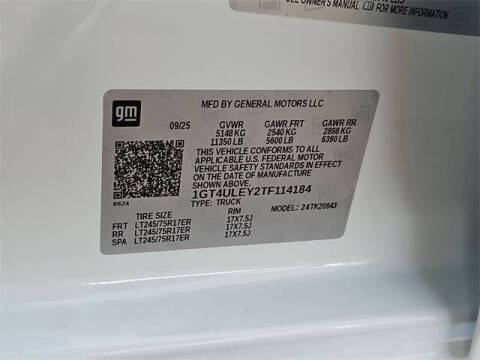 SEE OWNER'S MANUAL FOR MORE INFORMATION
gm
MFD BY GENERAL MOTORS LLC
09/25 GVWR GAWR FRT GAWR RR
5148 KG 2540 KG 2898 KG
11350 LB 5600 LB 6390 LB
THIS VEHICLE CONFORMS TO ALL
APPLICABLE U.S. FEDERAL MOTOR
VEHICLE SAFETY STANDARDS IN EFFECT ON
THE DATE OF MANUFACTURE SHOWN ABOVE.
1GT4ULEY2TF114184
8624 TYPE: TRUCK MODEL: 24TK20943
TIRE SIZE RIM
FRT LT245/75R17ER 17X7.5J
RR LT245/75R17ER 17X7.5J
SPA LT245/75R17ER 17X7.5J